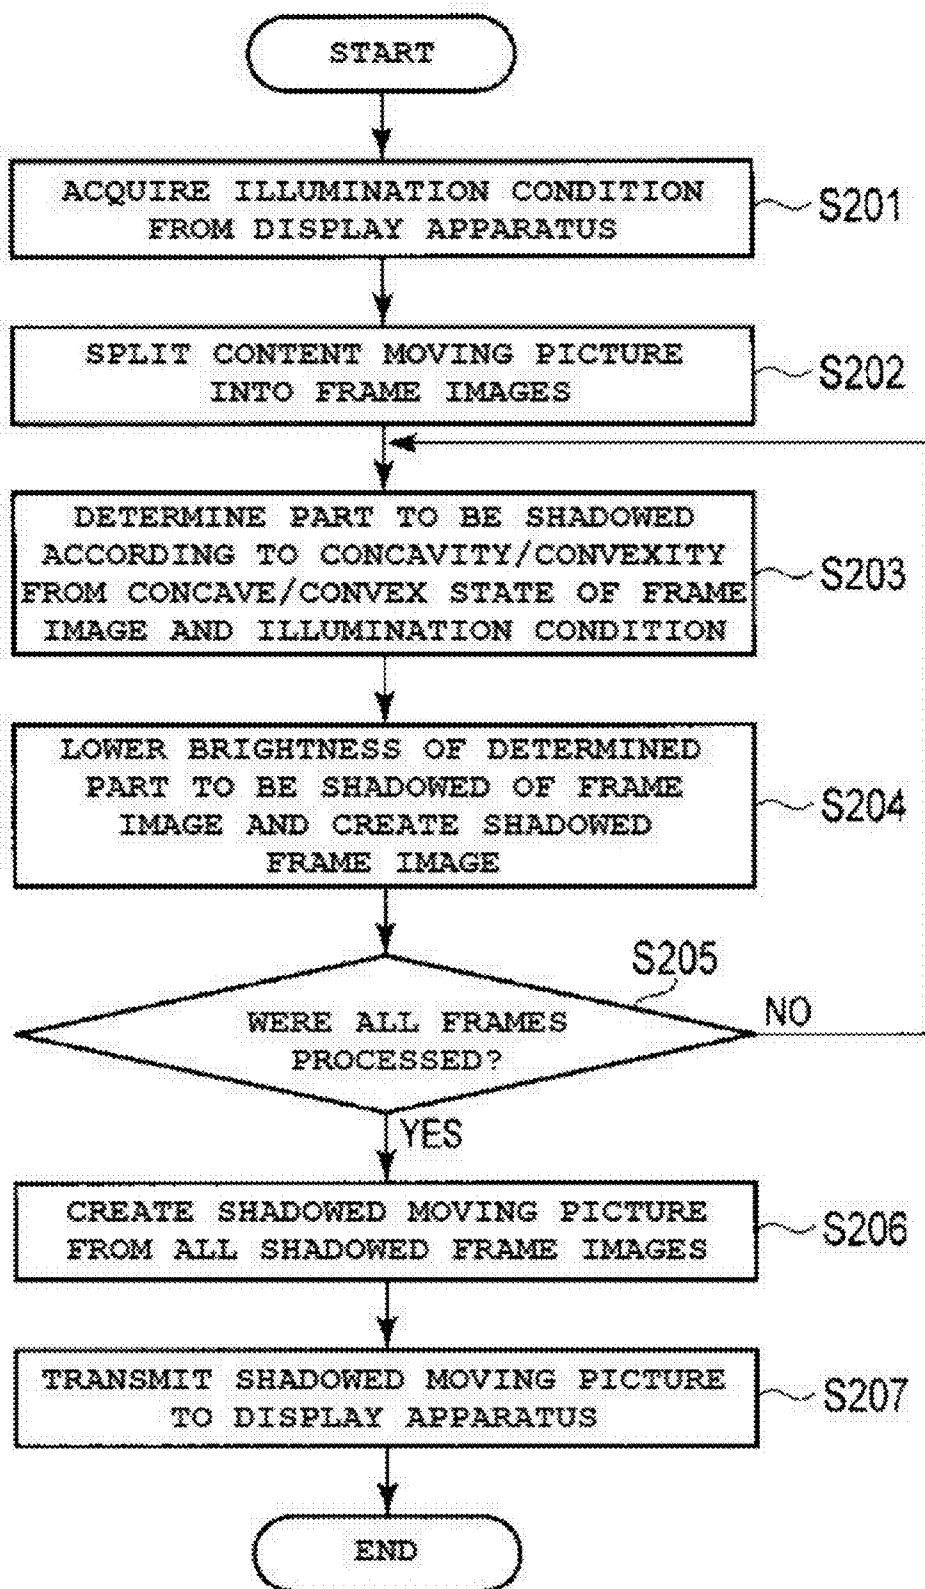 START
ACQUIRE ILLUMINATION CONDITION
FROM DISPLAY APPARATUS
S201
SPLIT CONTENT MOVING PICTURE
INTO FRAME IMAGES
S202
DETERMINE PART TO BE SHADOWED
ACCORDING TO CONCAVITY/CONVEXITY
FROM CONCAVE/CONVEX STATE OF FRAME
IMAGE AND ILLUMINATION CONDITION
S203
LOWER BRIGHTNESS OF DETERMINED
PART TO BE SHADOWED OF FRAME
IMAGE AND CREATE SHADOWED
FRAME IMAGE
S204
S205
WERE ALL FRAMES
PROCESSED?
NO
YES
CREATE SHADOWED MOVING PICTURE
FROM ALL SHADOWED FRAME IMAGES
S206
TRANSMIT SHADOWED MOVING PICTURE
TO DISPLAY APPARATUS
S207
END